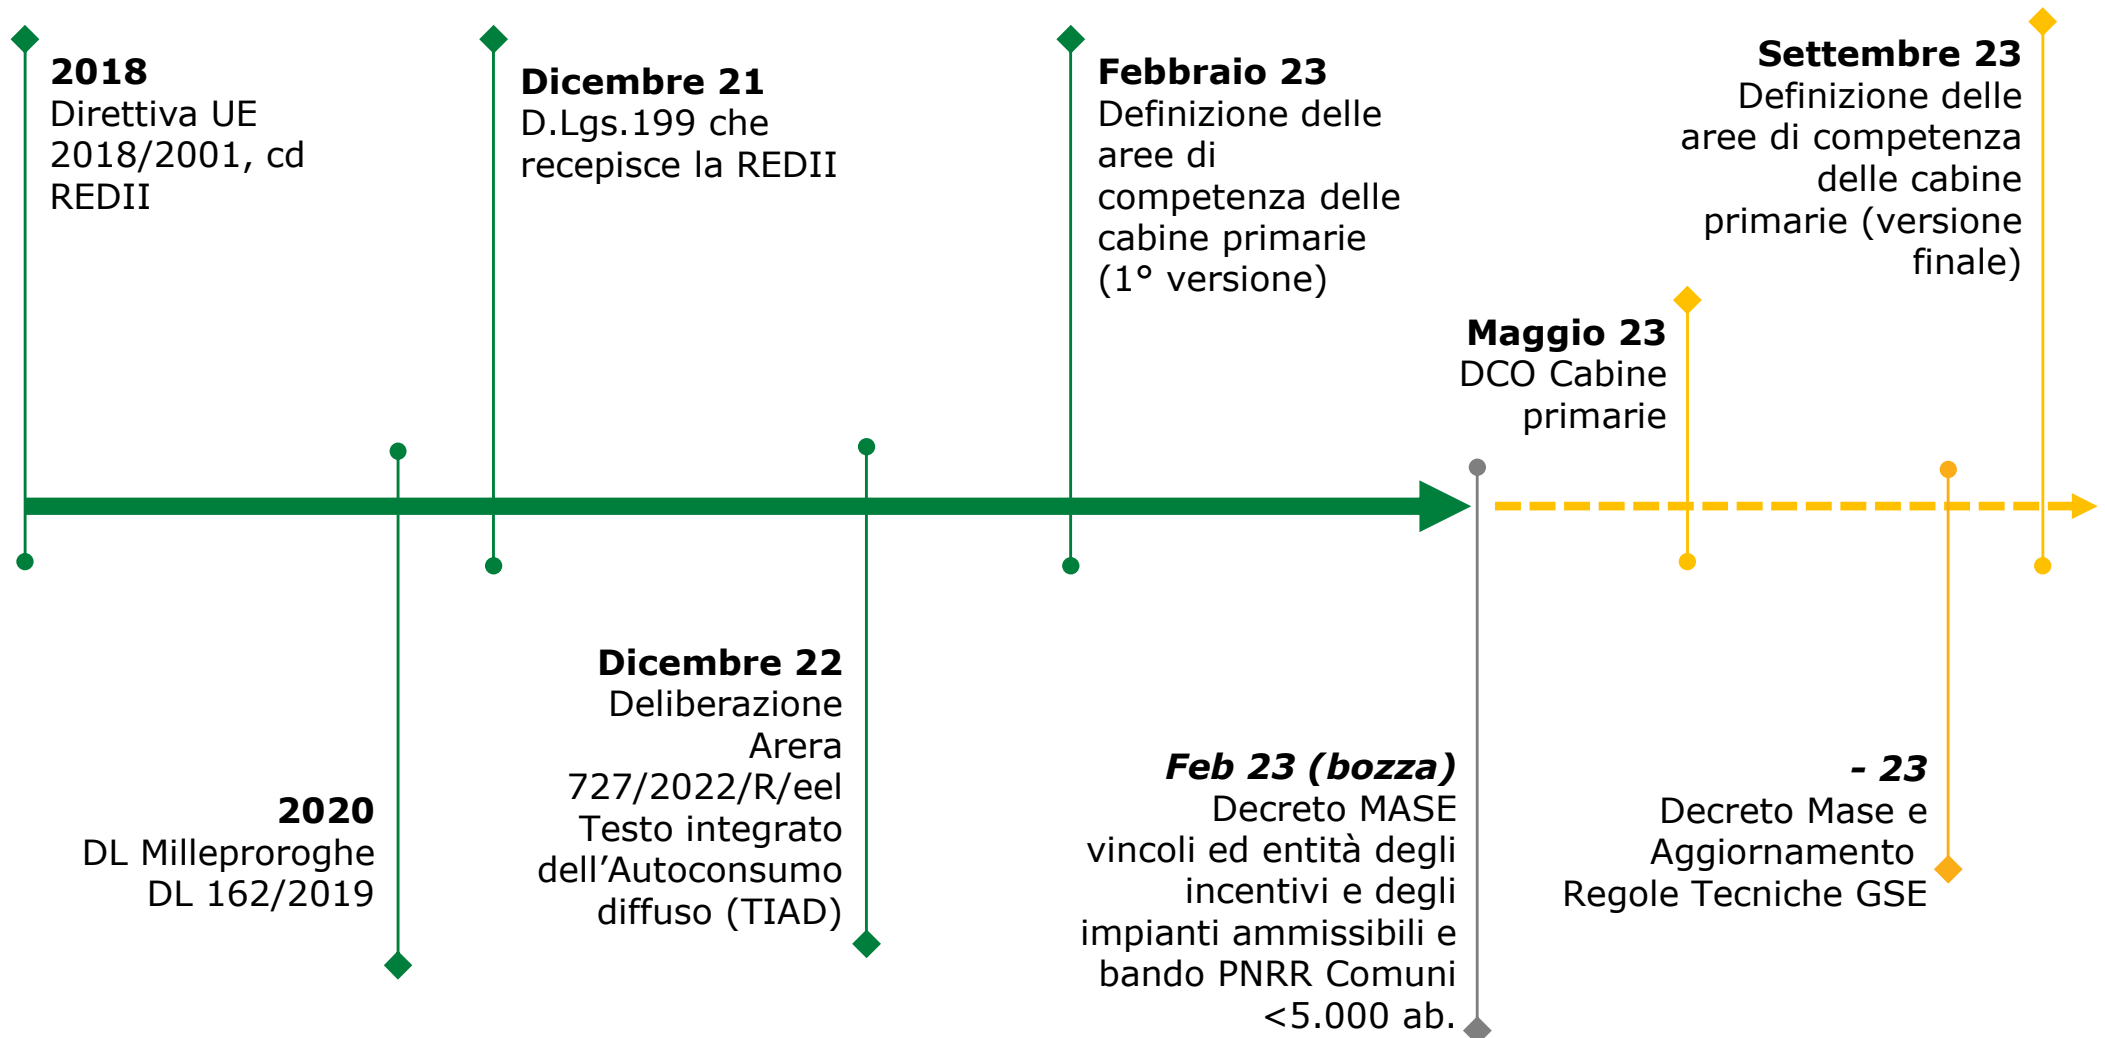 2018
Direttiva UE
2018/2001, cd
REDII
Dicembre 21
D.Lgs.199 che
recepisce la REDII
Febbraio 23
Definizione delle
aree di
competenza delle
cabine primarie
(1° versione)
Settembre 23
Definizione delle
aree di competenza
delle cabine
primarie (versione
finale)
Maggio 23
DCO Cabine
primarie
2020
DL Milleproroghe
DL 162/2019
Dicembre 22
Deliberazione
Arera
727/2022/R/eel
Testo integrato
dell’Autoconsumo
diffuso (TIAD)
Feb 23 (bozza)
Decreto MASE
vincoli ed entità degli
incentivi e degli
impianti ammissibili e
bando PNRR Comuni
<5.000 ab.
- 23
Decreto Mase e
Aggiornamento
Regole Tecniche GSE